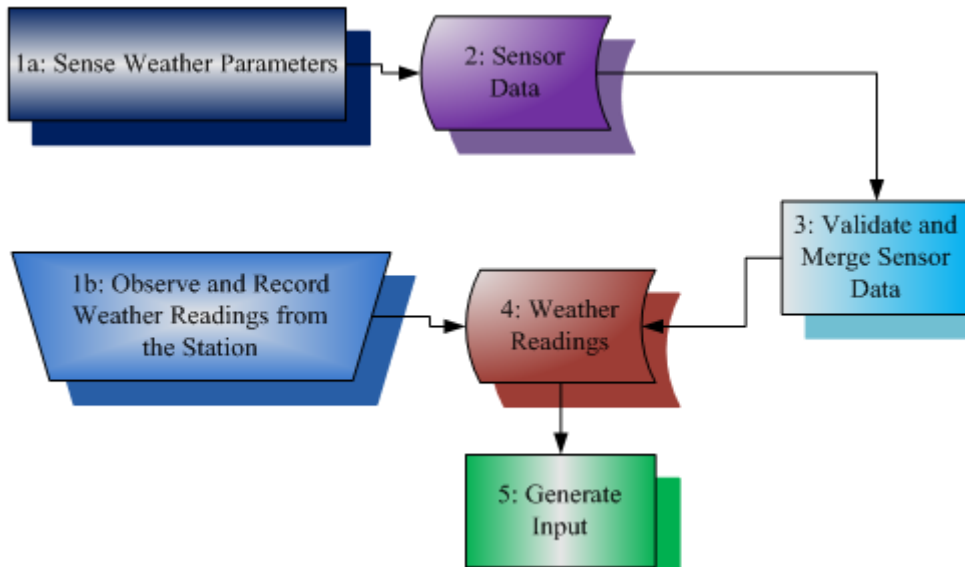 1a: Sense Weather Parameters
2: Sensor
Data
3: Validate and
Merge Sensor
Data
1b: Observe and Record
Weather Readings from
the Station
4: Weather
Readings
5: Generate
Input